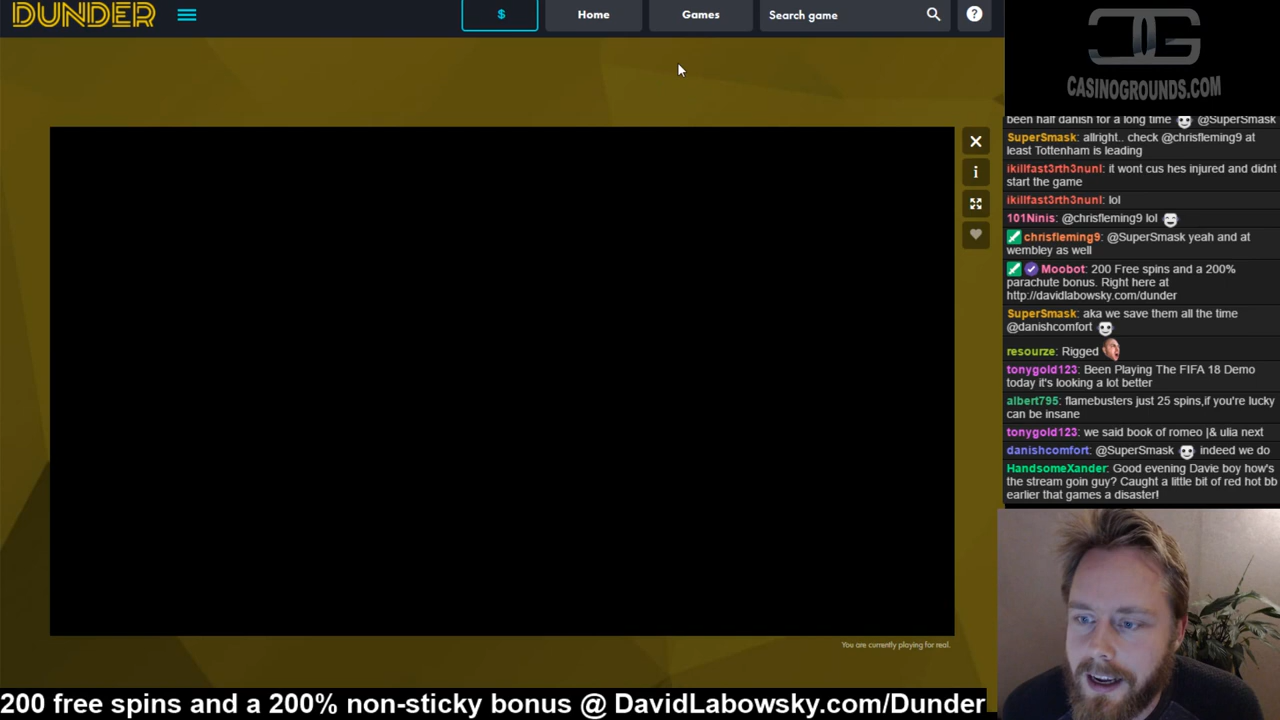 DUNDER
$
Home
Games
Search game
?
CG
CASINOGROUNDS.COM
been half danish for a long time @SuperSmask
SuperSmask: allright.. check @chrisfleming9 at
least Tottenham is leading
ikillfast3rth3nunl: it wont cus hes injured and didnt
start the game
ikillfast3rth3nunl: lol
101Ninis: @chrisfleming9 lol
chrisfleming9: @SuperSmask yeah and at
wembley as well
Moobot: 200 Free spins and a 200%
parachute bonus. Right here at
http://davidlabowsky.com/dunder
SuperSmask: aka we save them all the time
@danishcomfort
resourze: Rigged
tonygold123: Been Playing The FIFA 18 Demo
today it's looking a lot better
albert795: flamebusters just 25 spins,if you're lucky
can be insane
tonygold123: we said book of romeo |& ulia next
danishcomfort: @SuperSmask indeed we do
HandsomeXander: Good evening Davie boy how's
the stream goin guy? Caught a little bit of red hot bb
earlier that games a disaster!
i
You are currently playing for real.
200 free spins and a 200% non-sticky bonus @ DavidLabowsky.com/Dunder